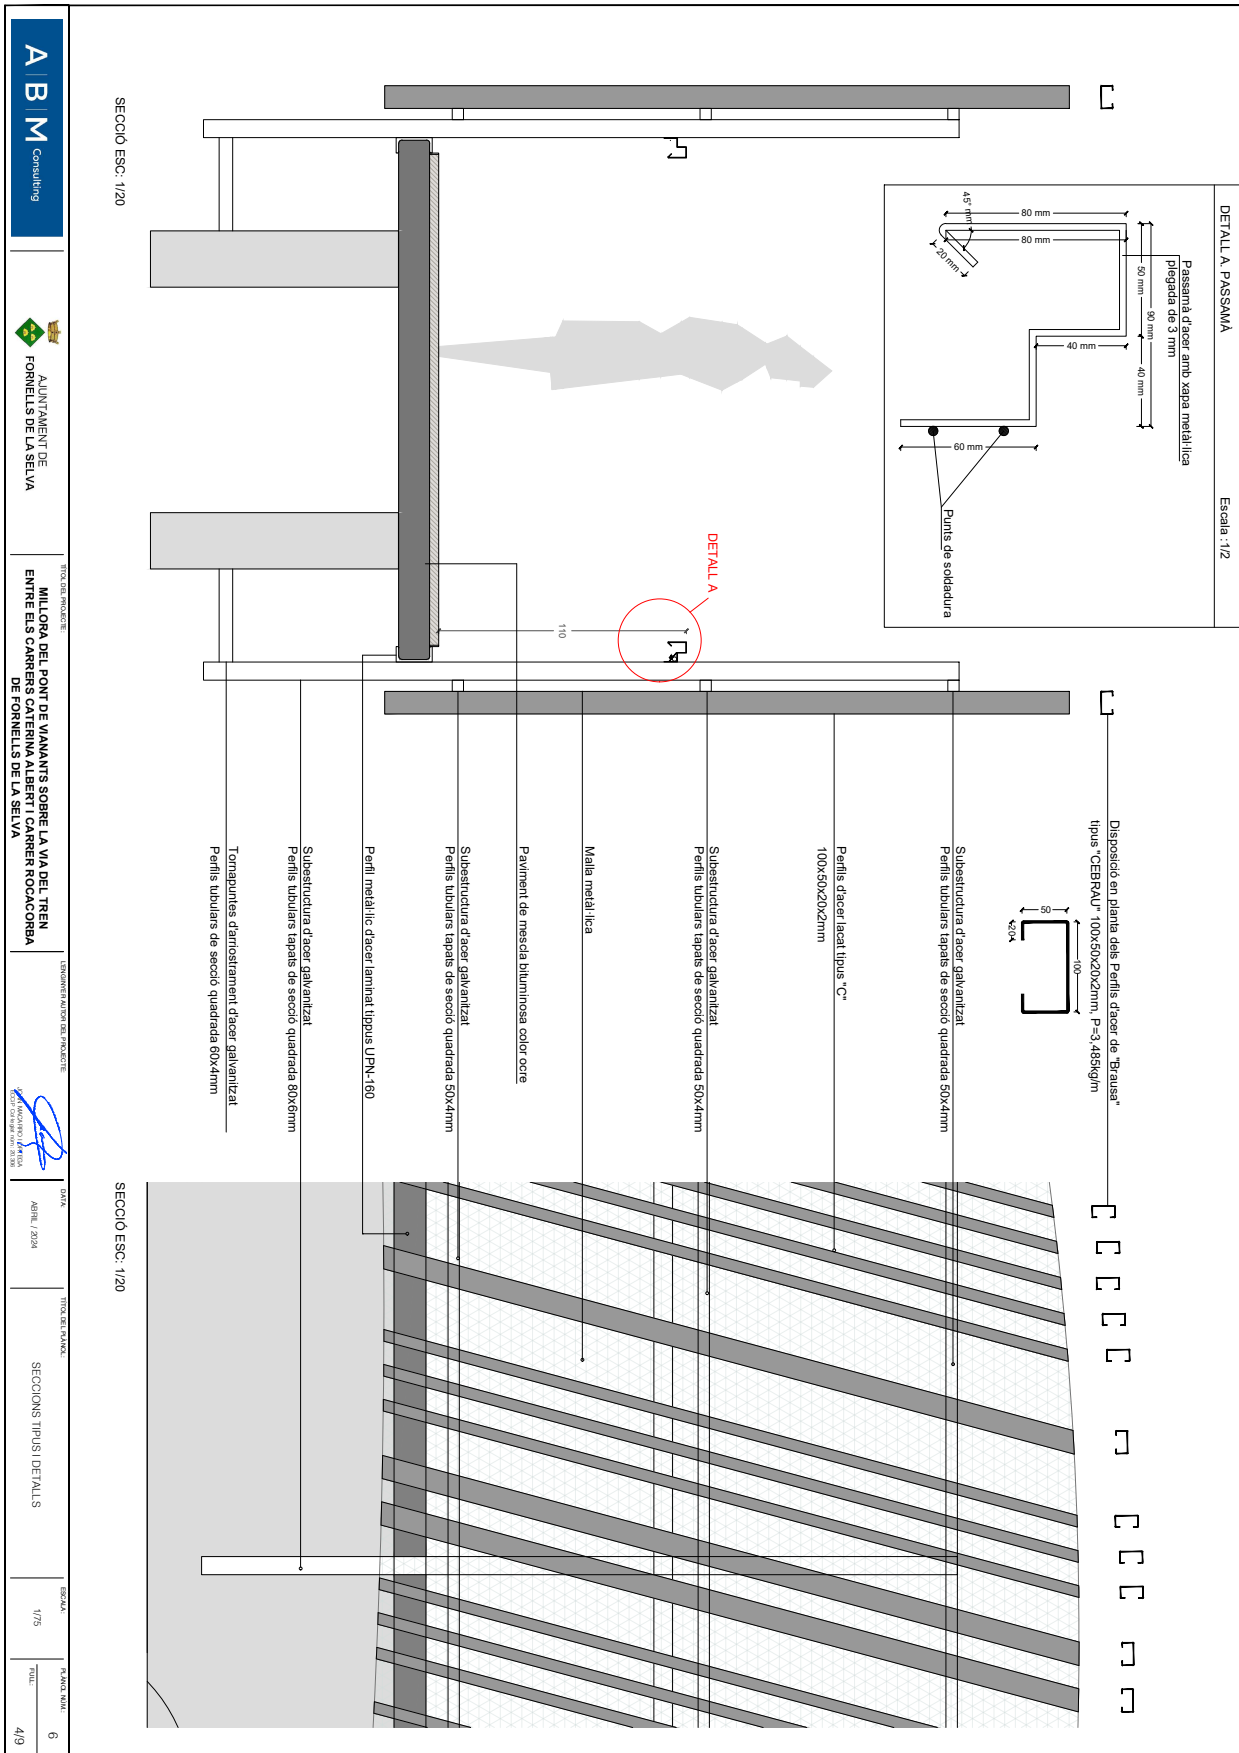 DETALL A. PASSAMÀ
Escala :1/2
Passamà d'acer amb xapa metàl·lica
plegada de 3 mm
80 mm
80 mm
45° mm
20 mm
50 mm
90 mm
40 mm
40 mm
60 mm
Punts de soldadura
DETALL A
110
Disposició en planta dels Perfils d'acer de "Brausa"
tipus "CEBRAU" 100x50x20x2mm, P=3,485kg/m
50
100
20
Subestructura d'acer galvanitzat
Perfils tubulars tapats de secció quadrada 50x4mm
Perfils d'acer lacat tipus "C"
100x50x20x2mm
Subestructura d'acer galvanitzat
Perfils tubulars tapats de secció quadrada 50x4mm
Malla metàl·lica
Paviment de mescla bituminosa color ocre
Subestructura d'acer galvanitzat
Perfils tubulars tapats de secció quadrada 50x4mm
Perfil metàl·lic d'acer laminat tippus UPN-160
Subestructura d'acer galvanitzat
Perfils tubulars tapats de secció quadrada 80x6mm
Tornapuntes d'arriostrament d'acer galvanitzat
Perfils tubulars de secció quadrada 60x4mm
SECCIÓ ESC: 1/20
SECCIÓ ESC: 1/20
A|B|M Consulting
AJUNTAMENT DE
FORNELLS DE LA SELVA
TÍTOL DEL PROJECTE:
MILLORA DEL PONT DE VIANANTS SOBRE LA VIA DEL TREN
ENTRE ELS CARRERS CATERINA ALBERT I CARRER ROCACORBA
DE FORNELLS DE LA SELVA
L'ENGINYER AUTOR DEL PROJECTE:
DATA:
ABRIL / 2024
TÍTOL DEL PLÀNOL:
SECCIONS TIPUS I DETALLS
ESCALA:
1/75
PLÀNOL NÚM.:
6
FULL:
4/9